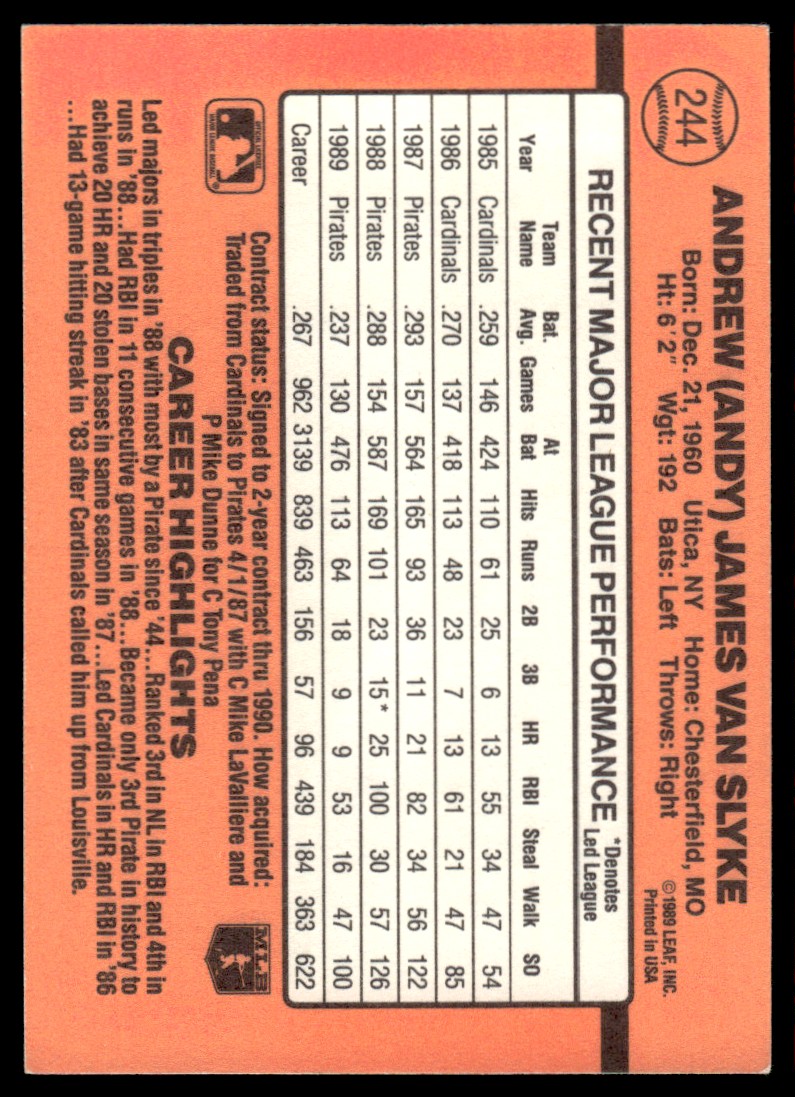 244
ANDREW (ANDY) JAMES VAN SLYKE
Born: Dec. 21, 1960 Utica, NY Home: Chesterfield, MO
Ht: 6'2" Wgt: 192 Bats: Left Throws: Right
©1989 LEAF, INC.
Printed in USA
RECENT MAJOR LEAGUE PERFORMANCE *Denotes Led League
Year Team Name Bat. Avg. Games At Bat Hits Runs 2B 3B HR RBI Steal Walk SO
1985 Cardinals .259 146 424 110 61 25 6 13 55 34 47 54
1986 Cardinals .270 137 418 113 48 23 7 13 61 21 47 85
1987 Pirates .293 157 564 165 93 36 11 21 82 34 56 122
1988 Pirates .288 154 587 169 101 23 15* 25 100 30 57 126
1989 Pirates .237 130 476 113 64 18 9 9 53 16 47 100
Career .267 962 3139 839 463 156 57 96 439 184 363 622
OFFICIAL LICENSEE
MAJOR LEAGUE BASEBALL
Contract status: Signed to 2-year contract thru 1990. How acquired:
Traded from Cardinals to Pirates 4/1/87 with C Mike LaValliere and
P Mike Dunne for C Tony Pena
MLB
CAREER HIGHLIGHTS
Led majors in triples in '88 with most by a Pirate since '44...Ranked 3rd in NL in RBI and 4th in
runs in '88...Had RBI in 11 consecutive games in '88...Became only 3rd Pirate in history to
achieve 20 HR and 20 stolen bases in same season in '87...Led Cardinals in HR and RBI in '86
...Had 13-game hitting streak in '83 after Cardinals called him up from Louisville.